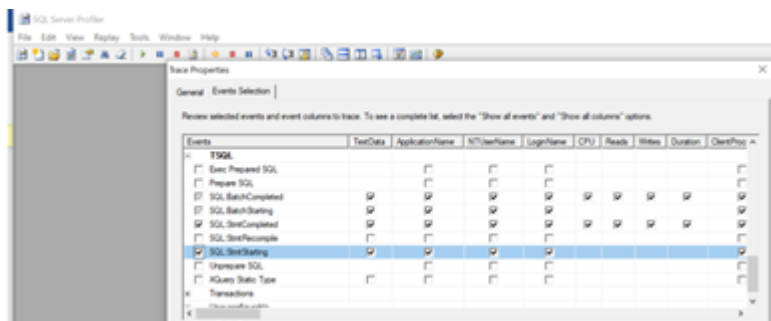 SQL Server Profiler
File Edit View Replay Tools Window Help
Trace Properties
General Events Selection
Review selected events and event columns to trace. To see a complete list, select the "Show all events" and "Show all columns" options.
Events TextData ApplicationName NTUserName LoginName CPU Reads Writes Duration ClientProc
TSQL
Exec Prepared SQL
Prepare SQL
SQL:BatchCompleted
SQL:BatchStarting
SQL:StmtCompleted
SQL:StmtRecompile
SQL:StmtStarting
Unprepare SQL
XQuery Static Type
Transactions